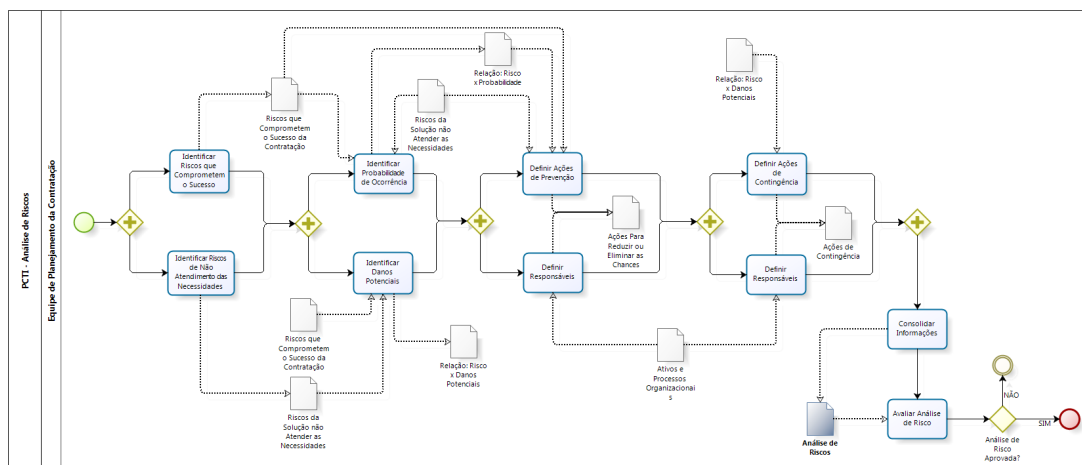 PCTI - Análise de Riscos
Equipe de Planejamento da Contratação
Riscos que
Comprometem
o Sucesso da
Contratação
Relação: Risco
x Probabilidade
Riscos da
Solução não
Atender as
Necessidades
Relação: Risco
x Danos
Potenciais
Identificar
Riscos que
Comprometem
o Sucesso
Identificar
Probabilidade
de Ocorrência
Definir Ações
de Prevenção
Definir Ações
de
Contingência
Ações Para
Reduzir ou
Eliminar as
Chances
Ações de
Contingência
Identificar Riscos
de Não
Atendimento das
Necessidades
Identificar
Danos
Potenciais
Definir
Responsáveis
Definir
Responsáveis
Riscos que
Comprometem
o Sucesso da
Contratação
Relação: Risco
x Danos
Potenciais
Ativos e
Processos
Organizacionai
s
Riscos da
Solução não
Atender as
Necessidades
Consolidar
Informações
Análise de
Riscos
Avaliar Análise
de Risco
NÃO
SIM
Análise de
Risco
Aprovada?